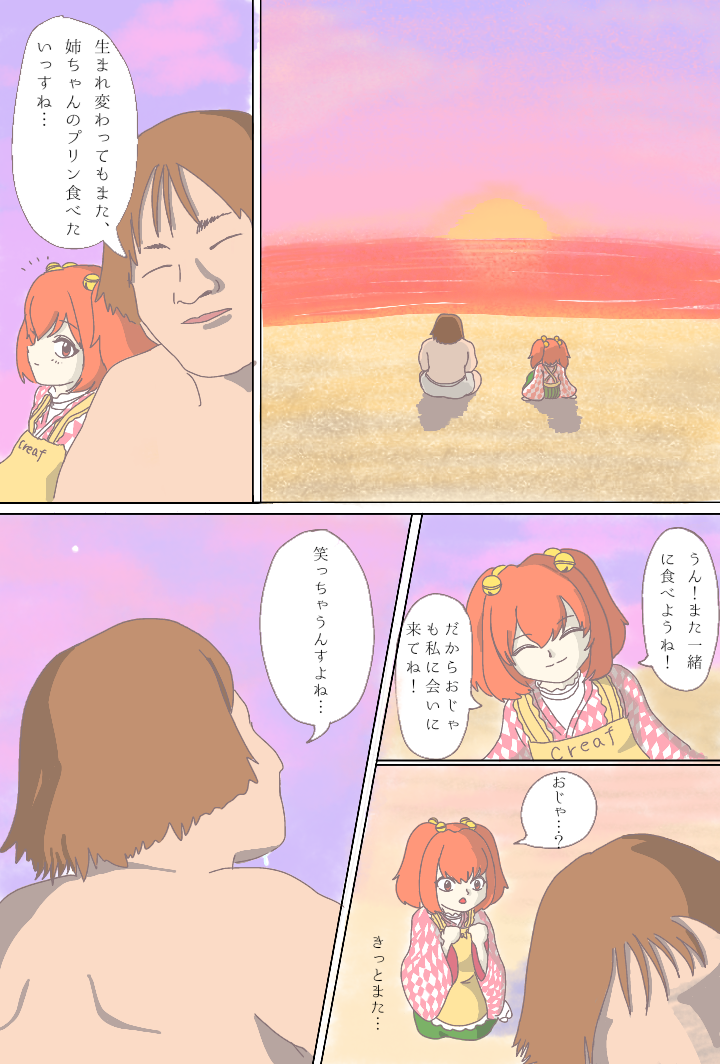 生まれ変わってもまた、
姉ちゃんのプリン食べた
いっすね…
Creaf
うん！また一緒
に食べようね！
だからおじゃ
も私に会いに
来てね！
creaf
おじゃ…？
きっとまた…
笑っちゃうんすよね…